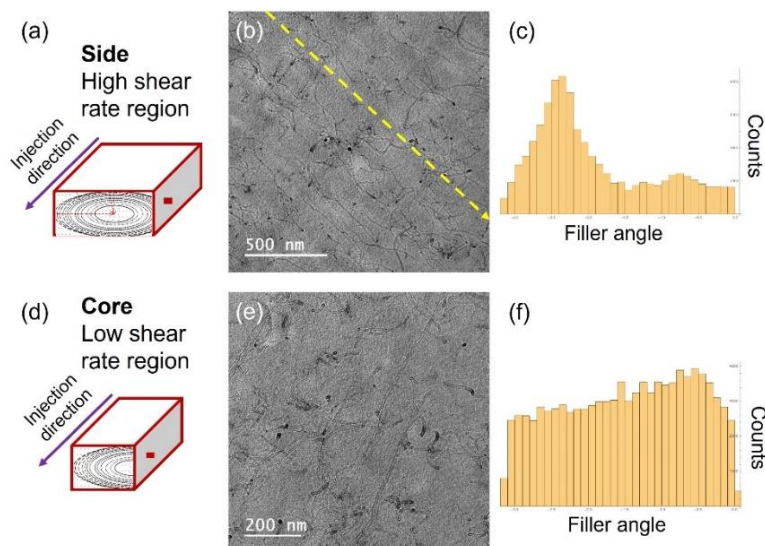 (a)
Side
High shear
rate region
Injection
direction
(b)
500 nm
(c)
Counts
Filler angle
(d)
Core
Low shear
rate region
Injection
direction
(e)
200 nm
(f)
Counts
Filler angle